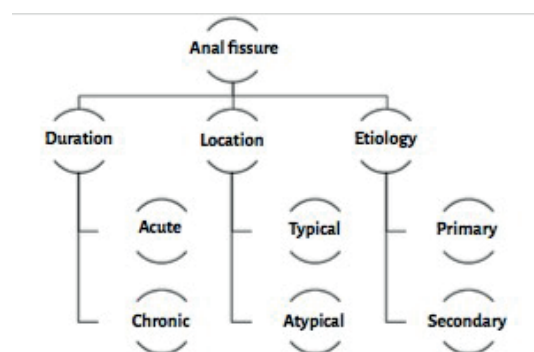 Anal fissure
Duration
Location
Etiology
Acute
Typical
Primary
Chronic
Atypical
Secondary